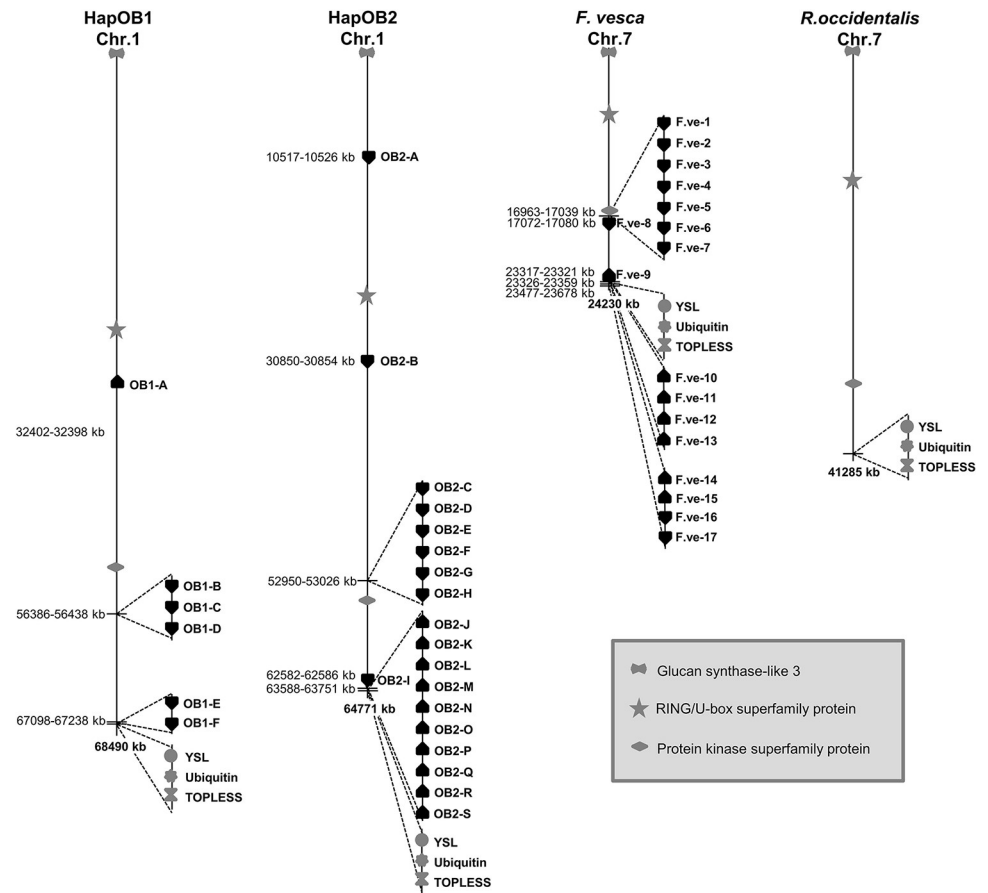 HapOB1
Chr.1
32402-32398 kb
OB1-A
56386-56438 kb
OB1-B
OB1-C
OB1-D
67098-67238 kb
OB1-E
OB1-F
68490 kb
YSL
Ubiquitin
TOPLESS
HapOB2
Chr.1
10517-10526 kb
OB2-A
30850-30854 kb
OB2-B
OB2-C
OB2-D
OB2-E
OB2-F
OB2-G
OB2-H
52950-53026 kb
62582-62586 kb
OB2-I
63588-63751 kb
64771 kb
OB2-J
OB2-K
OB2-L
OB2-M
OB2-N
OB2-O
OB2-P
OB2-Q
OB2-R
OB2-S
YSL
Ubiquitin
TOPLESS
F. vesca
Chr.7
F.ve-1
F.ve-2
F.ve-3
F.ve-4
F.ve-5
F.ve-6
F.ve-7
16963-17039 kb
17072-17080 kb
F.ve-8
23317-23321 kb
F.ve-9
23326-23359 kb
23477-23678 kb
24230 kb
YSL
Ubiquitin
TOPLESS
F.ve-10
F.ve-11
F.ve-12
F.ve-13
F.ve-14
F.ve-15
F.ve-16
F.ve-17
R.occidentalis
Chr.7
41285 kb
YSL
Ubiquitin
TOPLESS
Glucan synthase-like 3
RING/U-box superfamily protein
Protein kinase superfamily protein